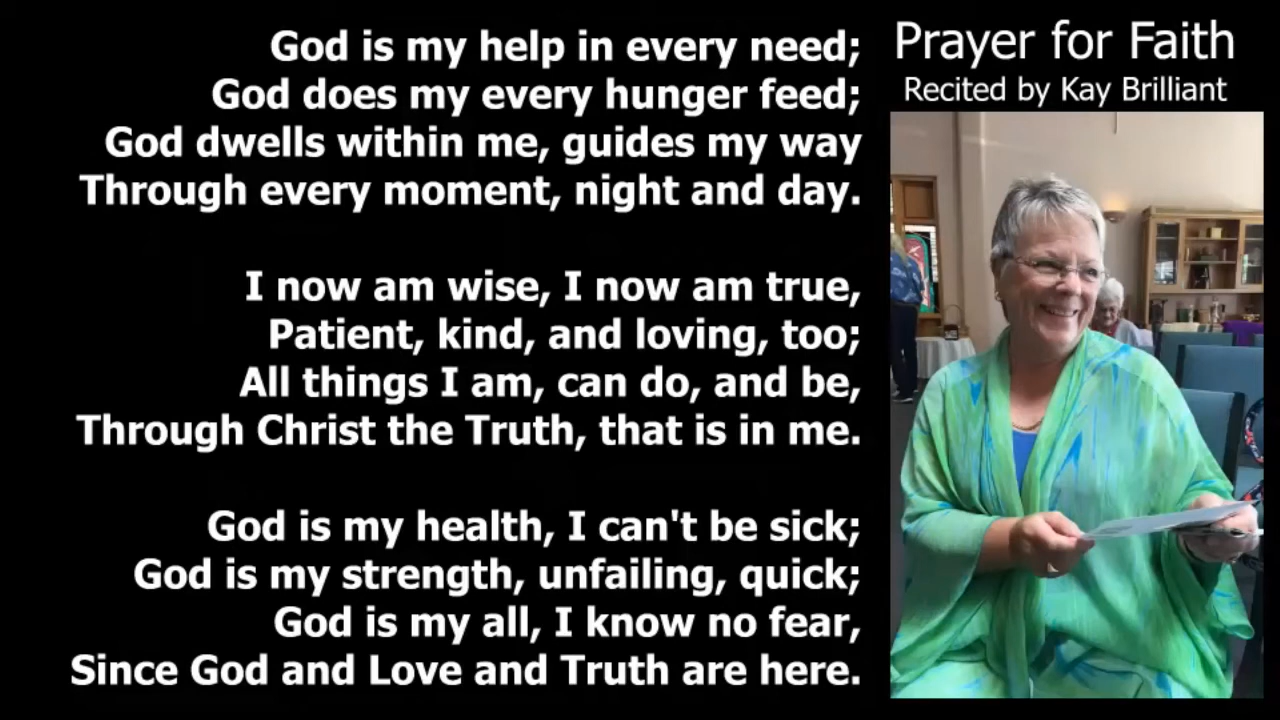 God is my help in every need;
God does my every hunger feed;
God dwells within me, guides my way
Through every moment, night and day.
I now am wise, I now am true,
Patient, kind, and loving, too;
All things I am, can do, and be,
Through Christ the Truth, that is in me.
God is my health, I can't be sick;
God is my strength, unfailing, quick;
God is my all, I know no fear,
Since God and Love and Truth are here.
Prayer for Faith
Recited by Kay Brilliant